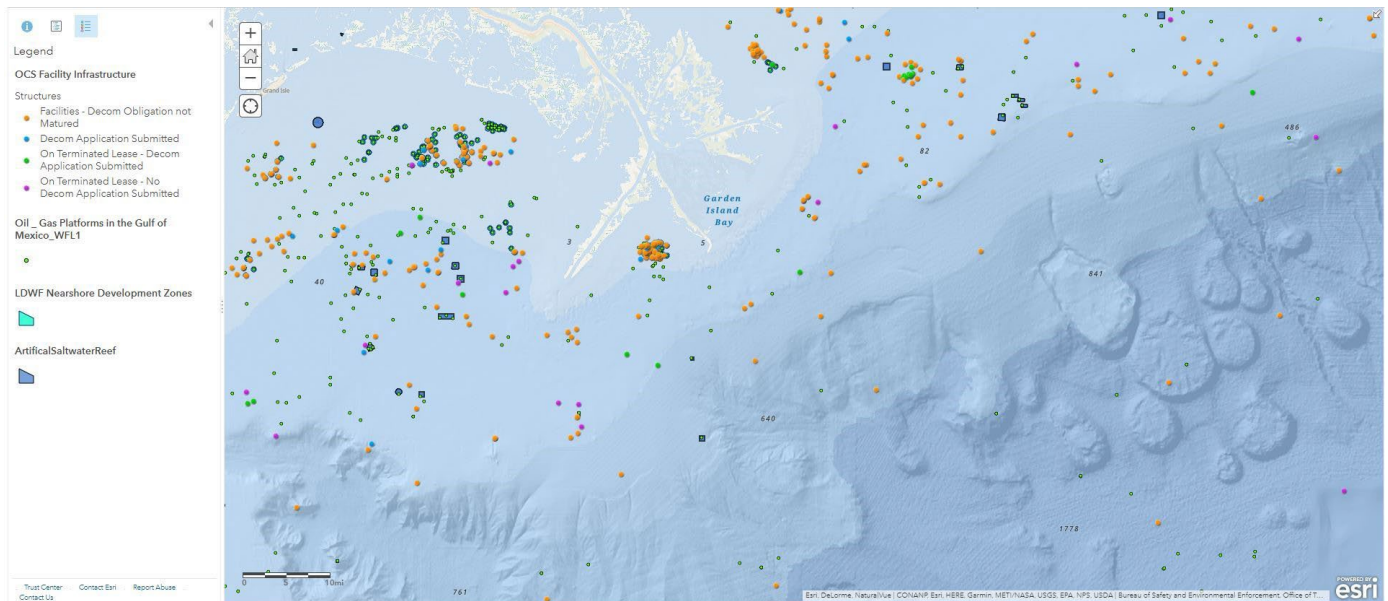 Legend
OCS Facility Infrastructure
Structures
Facilities - Decom Obligation not
Matured
Decom Application Submitted
On Terminated Lease - Decom
Application Submitted
On Terminated Lease - No
Decom Application Submitted
Oil _ Gas Platforms in the Gulf of
Mexico_WFL1
LDWF Nearshore Development Zones
ArtificalSaltwaterReef
Trust Center
Contact Esri
Report Abuse
Contact Us
+
−
Grand Isle
486
82
Garden
Island
Bay
3
5
40
841
640
1778
761
0 5 10mi
Esri, DeLorme, NaturalVue | CONANP, Esri, HERE, Garmin, METI/NASA, USGS, EPA, NPS, USDA | Bureau of Safety and Environmental Enforcement, Office of T...
POWERED BY
esri